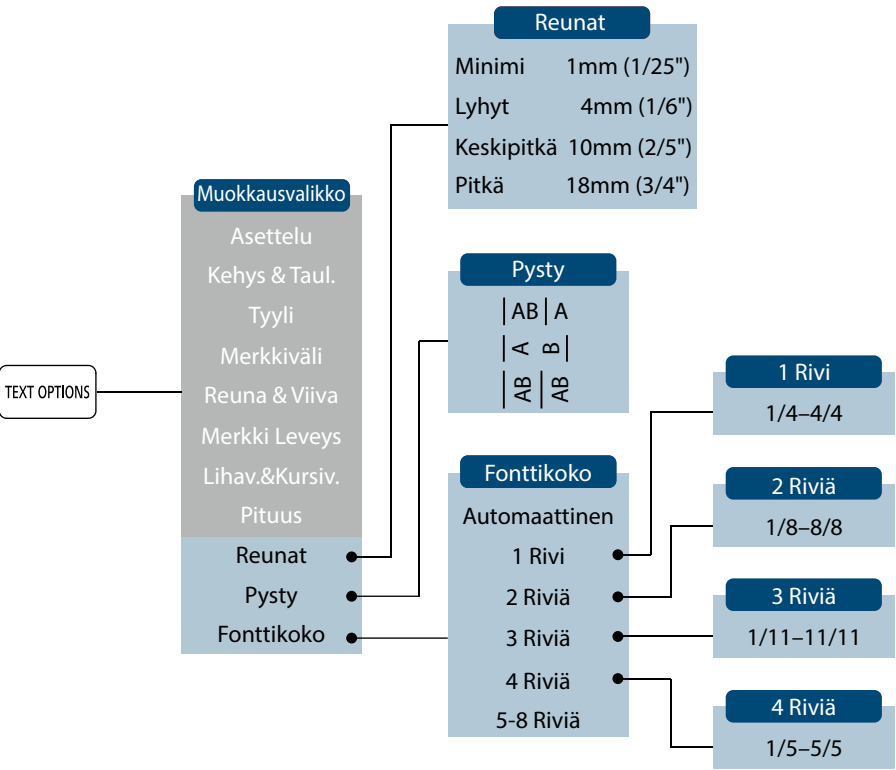 TEXT OPTIONS
Muokkausvalikko
Asettelu
Kehys & Taul.
Tyyli
Merkkiväli
Reuna & Viiva
Merkki Leveys
Lihav.&Kursiv.
Pituus
Reunat
Pysty
Fonttikoko
Reunat
Minimi 1mm (1/25")
Lyhyt 4mm (1/6")
Keskipitkä 10mm (2/5")
Pitkä 18mm (3/4")
Pysty
|AB|A
|A B|
|AB|AB
Fonttikoko
Automaattinen
1 Rivi
2 Riviä
3 Riviä
4 Riviä
5-8 Riviä
1 Rivi
1/4–4/4
2 Riviä
1/8–8/8
3 Riviä
1/11–11/11
4 Riviä
1/5–5/5